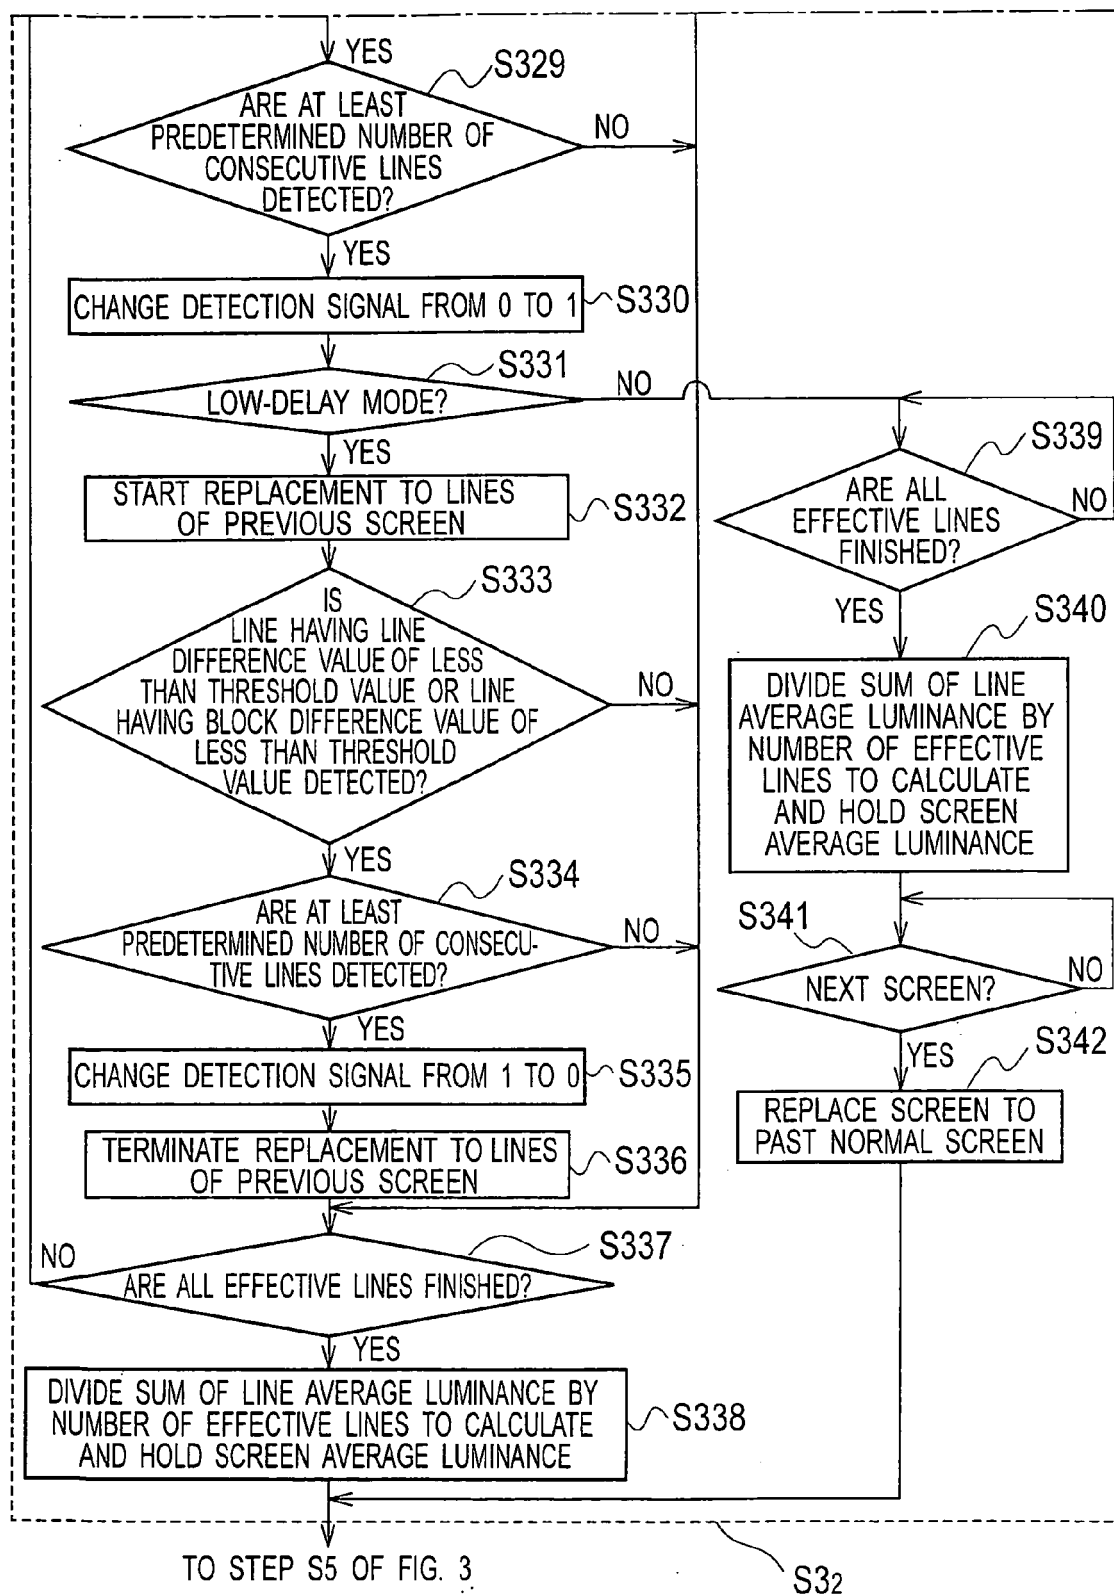 YES
S329
ARE AT LEAST
PREDETERMINED NUMBER OF
CONSECUTIVE LINES
DETECTED?
NO
YES
CHANGE DETECTION SIGNAL FROM 0 TO 1
S330
S331
LOW-DELAY MODE?
NO
YES
START REPLACEMENT TO LINES
OF PREVIOUS SCREEN
S332
S333
IS
LINE HAVING LINE
DIFFERENCE VALUE OF LESS
THAN THRESHOLD VALUE OR LINE
HAVING BLOCK DIFFERENCE VALUE OF
LESS THAN THRESHOLD
VALUE DETECTED?
NO
YES
S334
ARE AT LEAST
PREDETERMINED NUMBER OF CONSECU-
TIVE LINES DETECTED?
NO
YES
CHANGE DETECTION SIGNAL FROM 1 TO 0
S335
TERMINATE REPLACEMENT TO LINES
OF PREVIOUS SCREEN
S336
S337
NO
ARE ALL EFFECTIVE LINES FINISHED?
YES
DIVIDE SUM OF LINE AVERAGE LUMINANCE BY
NUMBER OF EFFECTIVE LINES TO CALCULATE
AND HOLD SCREEN AVERAGE LUMINANCE
S338
S339
ARE ALL
EFFECTIVE LINES
FINISHED?
NO
YES
S340
DIVIDE SUM OF LINE
AVERAGE LUMINANCE BY
NUMBER OF EFFECTIVE
LINES TO CALCULATE
AND HOLD SCREEN
AVERAGE LUMINANCE
S341
NEXT SCREEN?
NO
YES
S342
REPLACE SCREEN TO
PAST NORMAL SCREEN
TO STEP S5 OF FIG. 3
S32